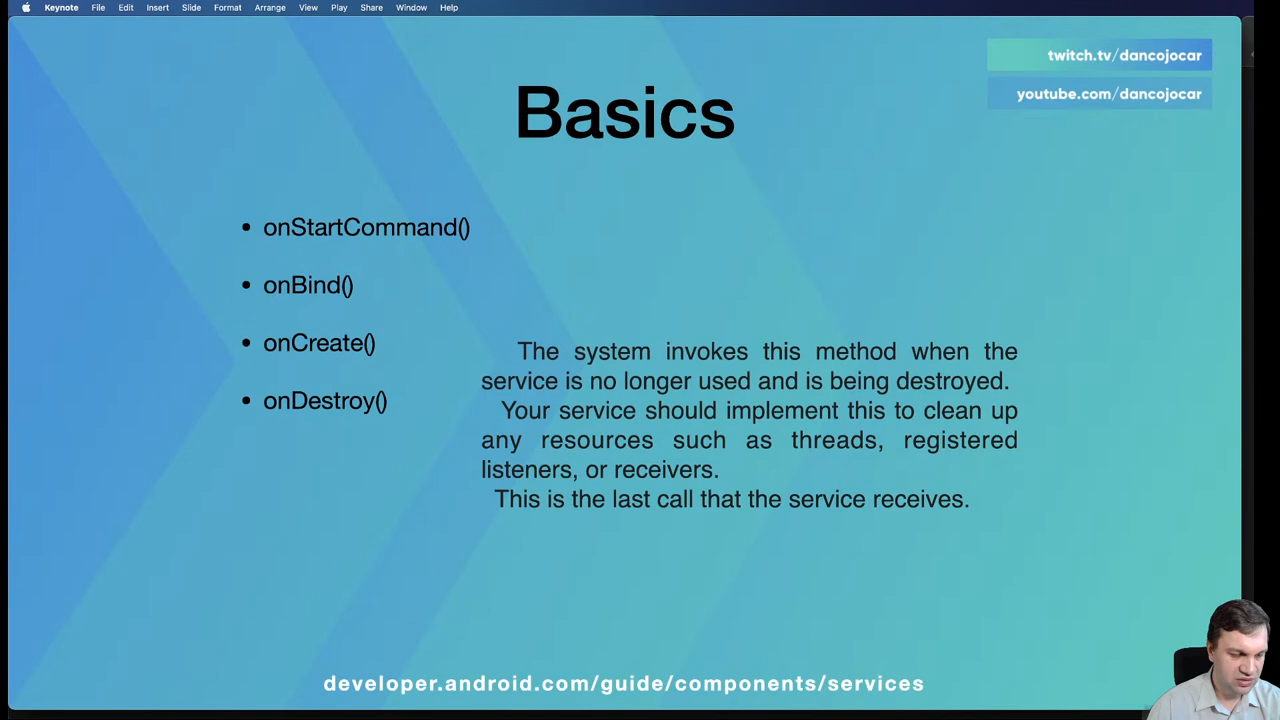 Keynote File Edit Insert Slide Format Arrange View Play Share Window Help
twitch.tv/dancojocar
youtube.com/dancojocar
Basics
• onStartCommand()
• onBind()
• onCreate()
• onDestroy()
The system invokes this method when the
service is no longer used and is being destroyed.
Your service should implement this to clean up
any resources such as threads, registered
listeners, or receivers.
This is the last call that the service receives.
developer.android.com/guide/components/services